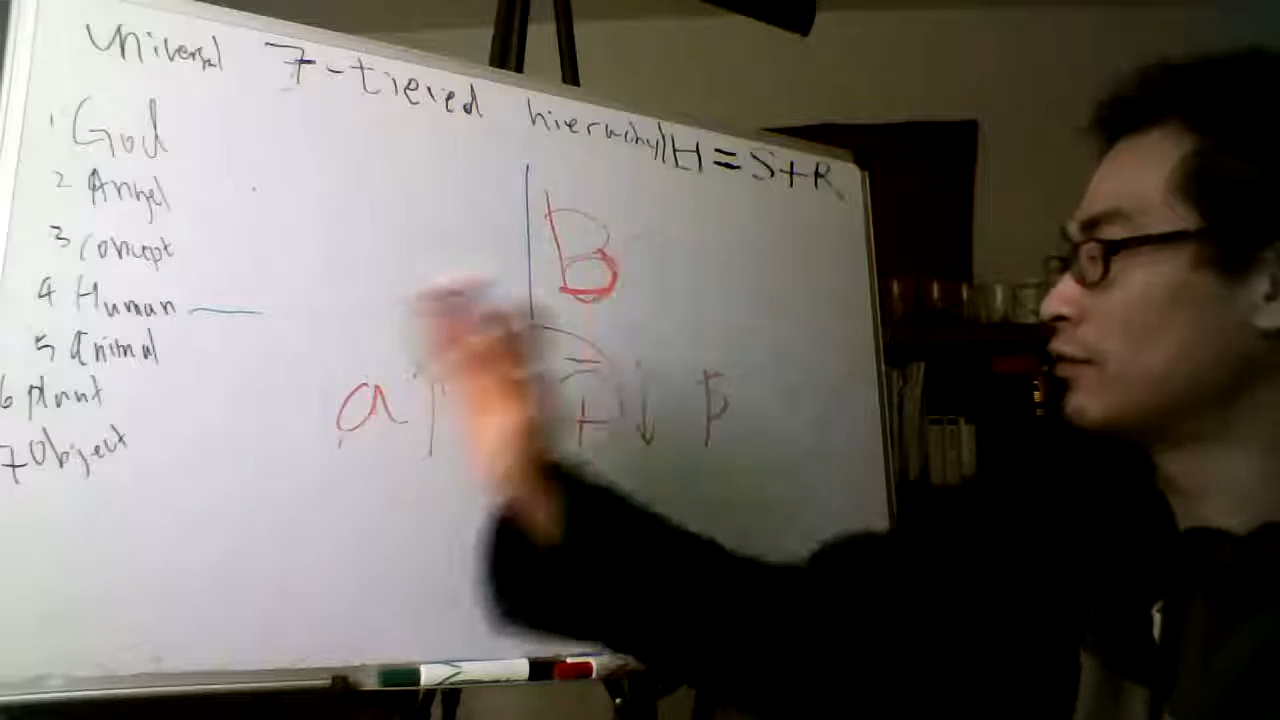 Universal 7-tiered hierarchy H = S+R
1 God
2 Angel
3 Concept
4 Human
5 animal
6 plant
7 Object
B
a